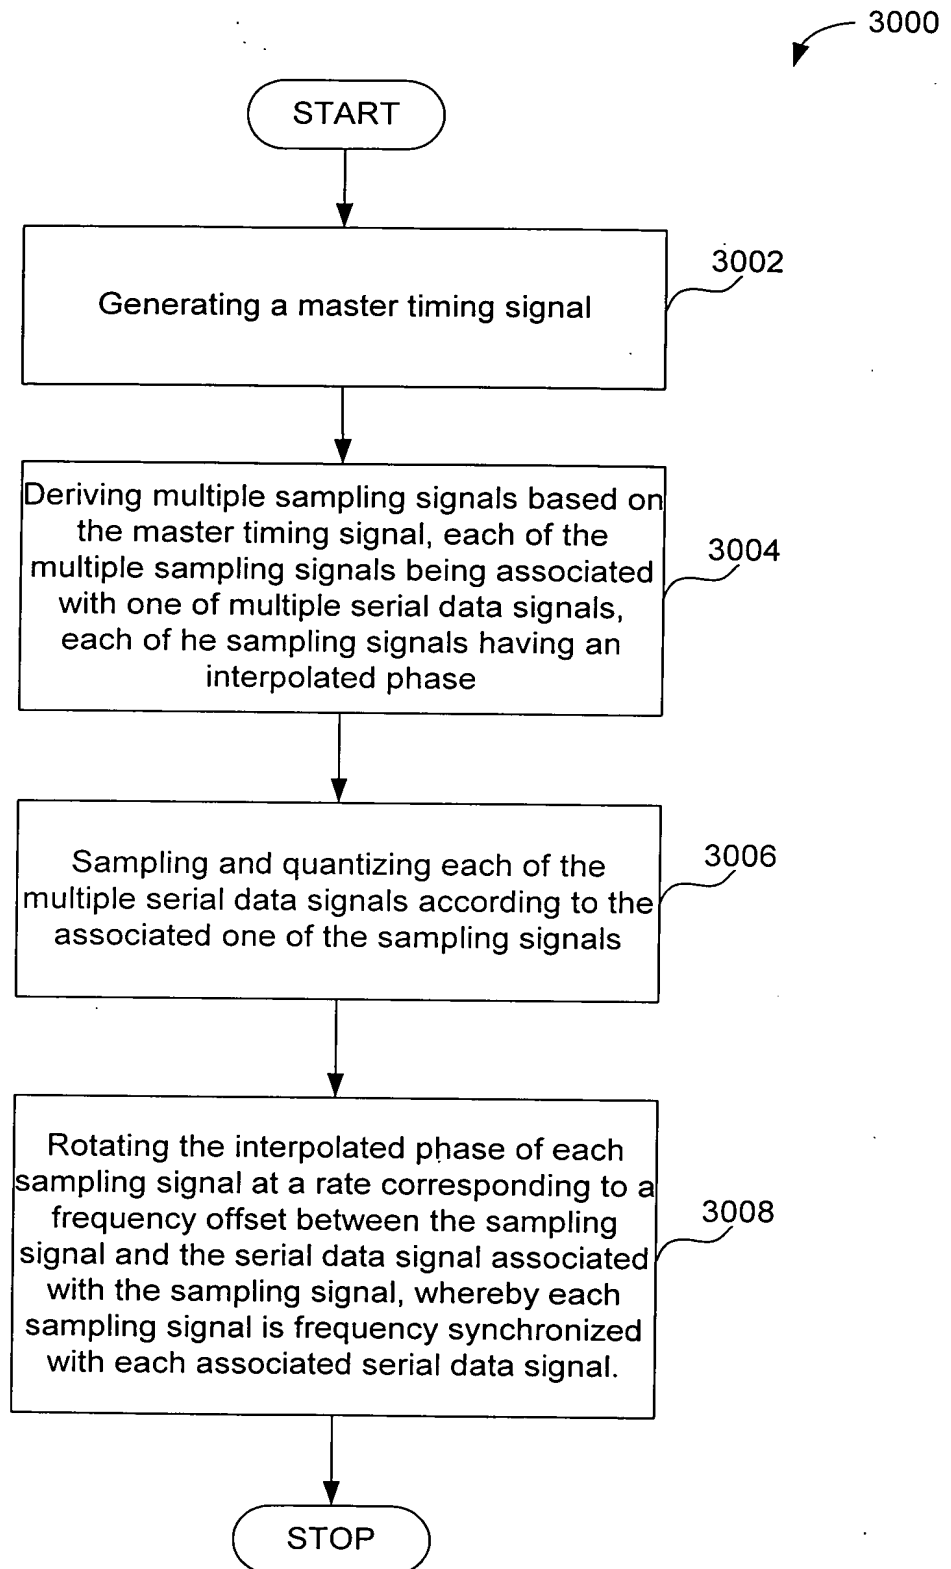 3000
START
3002
Generating a master timing signal
Deriving multiple sampling signals based on
the master timing signal, each of the
multiple sampling signals being associated
with one of multiple serial data signals,
each of he sampling signals having an
interpolated phase
3004
Sampling and quantizing each of the
multiple serial data signals according to the
associated one of the sampling signals
3006
Rotating the interpolated phase of each
sampling signal at a rate corresponding to a
frequency offset between the sampling
signal and the serial data signal associated
with the sampling signal, whereby each
sampling signal is frequency synchronized
with each associated serial data signal.
3008
STOP